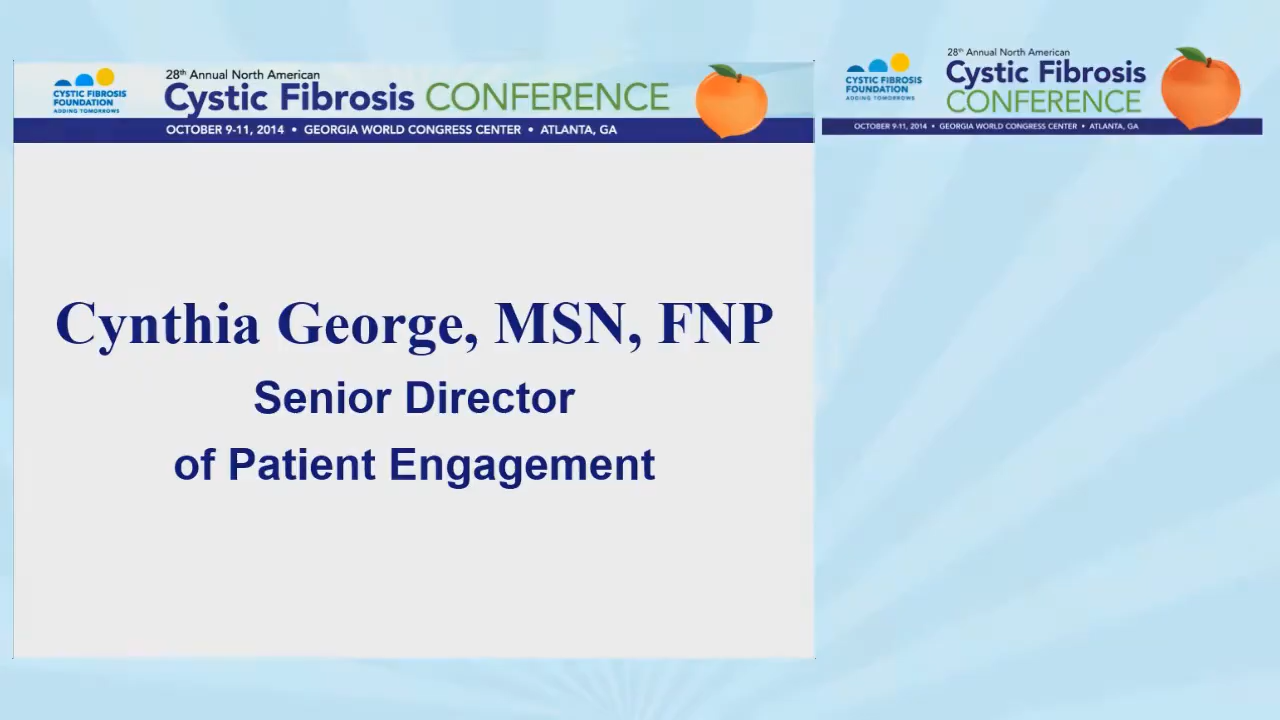 CYSTIC FIBROSIS
FOUNDATION
ADDING TOMORROWS
28th Annual North American
Cystic Fibrosis CONFERENCE
OCTOBER 9-11, 2014 • GEORGIA WORLD CONGRESS CENTER • ATLANTA, GA
Cynthia George, MSN, FNP
Senior Director
of Patient Engagement
CYSTIC FIBROSIS
FOUNDATION
ADDING TOMORROWS
28th Annual North American
Cystic Fibrosis
CONFERENCE
OCTOBER 9-11, 2014 • GEORGIA WORLD CONGRESS CENTER • ATLANTA, GA